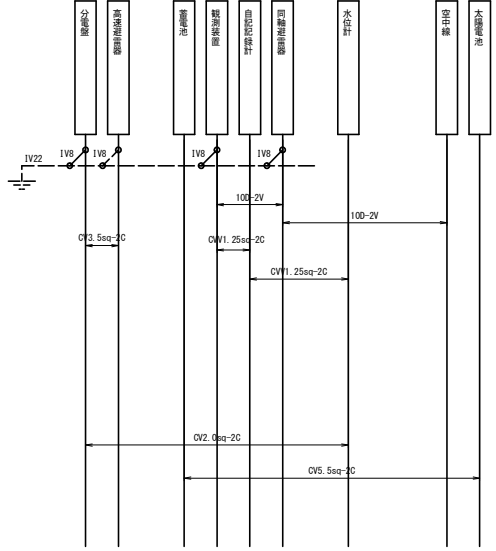 分電盤
高速避雷器
蓄電池
観測装置
自記記録計
同軸避雷器
水位計
空中線
太陽電池
IV22
IV8
IV8
IV8
IV8
10D-2V
10D-2V
CV3.5sq-2C
CVV1.25sq-2C
CVV1.25sq-2C
CV2.0sq-2C
CV5.5sq-2C